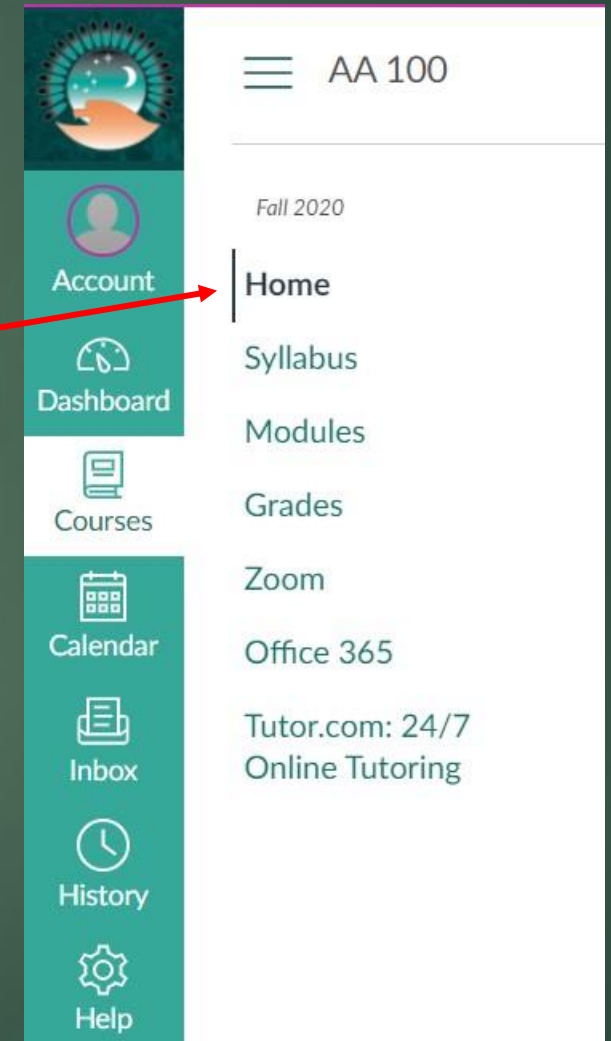 AA 100
Account
Dashboard
Courses
Calendar
Inbox
History
Help
Fall 2020
Home
Syllabus
Modules
Grades
Zoom
Office 365
Tutor.com: 24/7
Online Tutoring